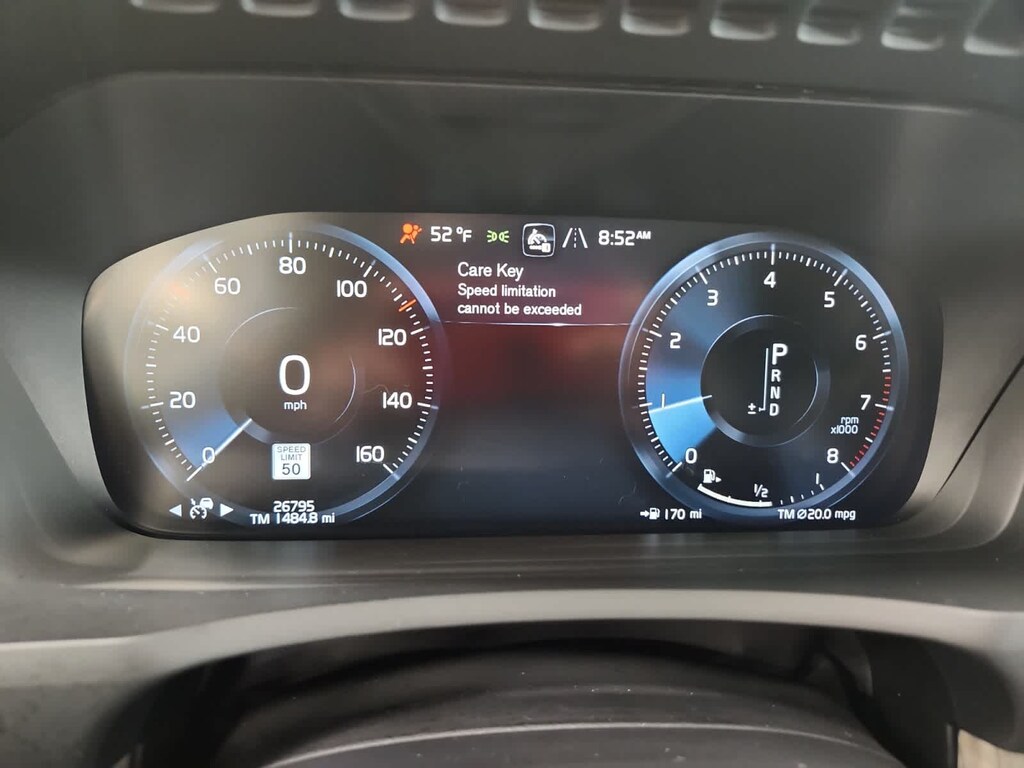 52 °F
8:52AM
Care Key
Speed limitation
cannot be exceeded
0
20
40
60
80
100
120
140
160
0
mph
SPEED
LIMIT
50
26795
TM 1484.8 mi
0
1
2
3
4
5
6
7
8
rpm
x1000
P
R
N
D
±
1/2
1
170 mi
TM Ø20.0 mpg